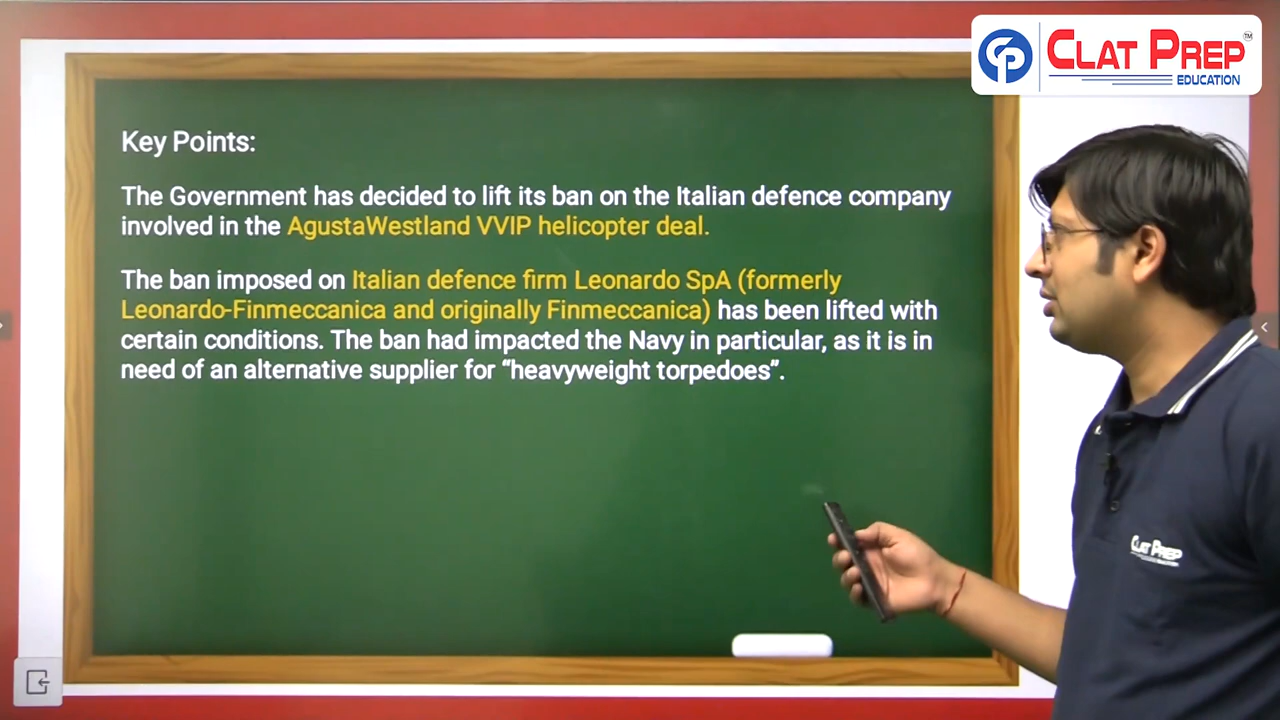 CLAT PREP™
EDUCATION
Key Points:
The Government has decided to lift its ban on the Italian defence company
involved in the AgustaWestland VVIP helicopter deal.
The ban imposed on Italian defence firm Leonardo SpA (formerly
Leonardo-Finmeccanica and originally Finmeccanica) has been lifted with
certain conditions. The ban had impacted the Navy in particular, as it is in
need of an alternative supplier for “heavyweight torpedoes”.
CLAT PREP